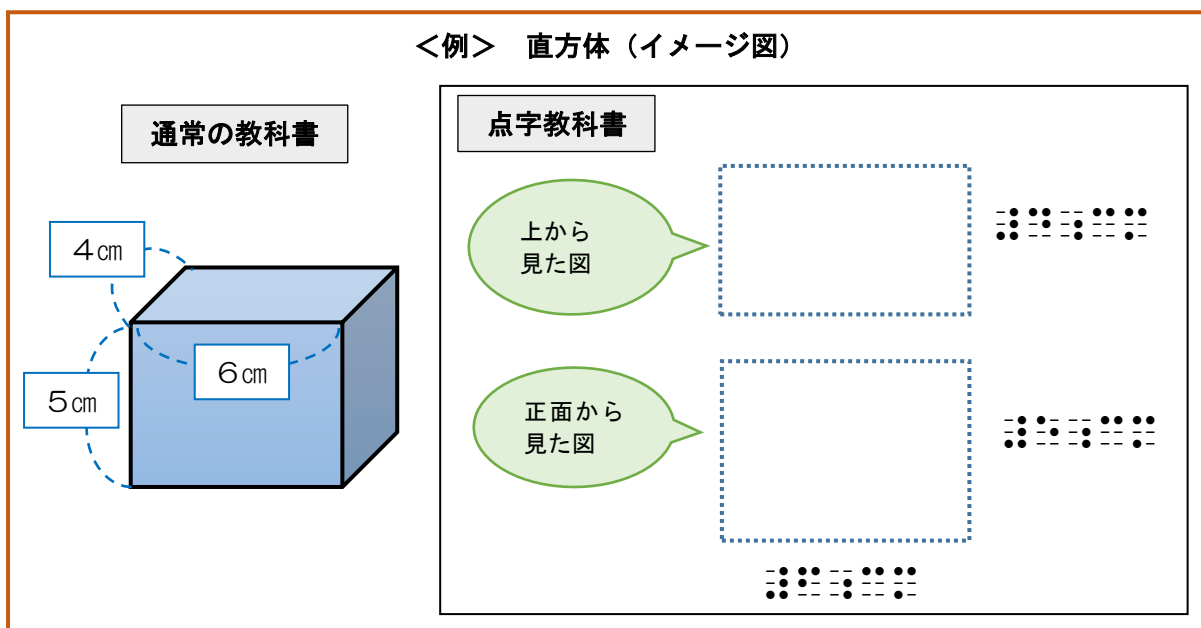 <例> 直方体（イメージ図）
通常の教科書
4㎝
6㎝
5㎝
点字教科書
上から
見た図
⠼⠙⠰⠉⠍
正面から
見た図
⠼⠑⠰⠉⠍
⠼⠋⠰⠉⠍